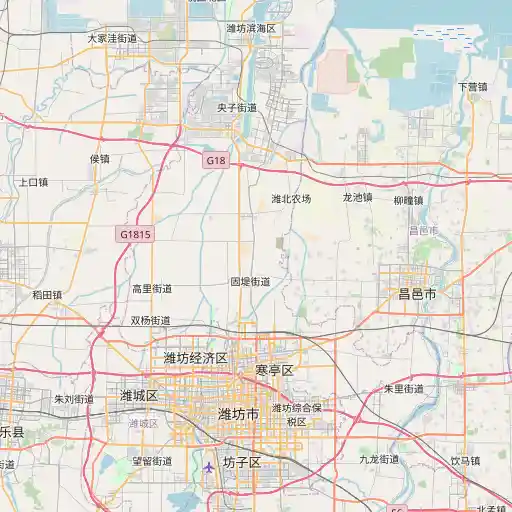 潍坊滨海区
大家洼街道
下营镇
央子街道
G18
侯镇
上口镇
潍北农场
龙池镇
柳疃镇
G1815
昌邑市
固堤街道
高里街道
稻田镇
昌邑市
双杨街道
潍坊经济区
寒亭区
朱里街道
潍城区
朱刘街道
潍坊综合保
税区
潍坊市
潍城区
乐县
望留街道
坊子区
九龙街道
饮马镇
街道
北孟镇